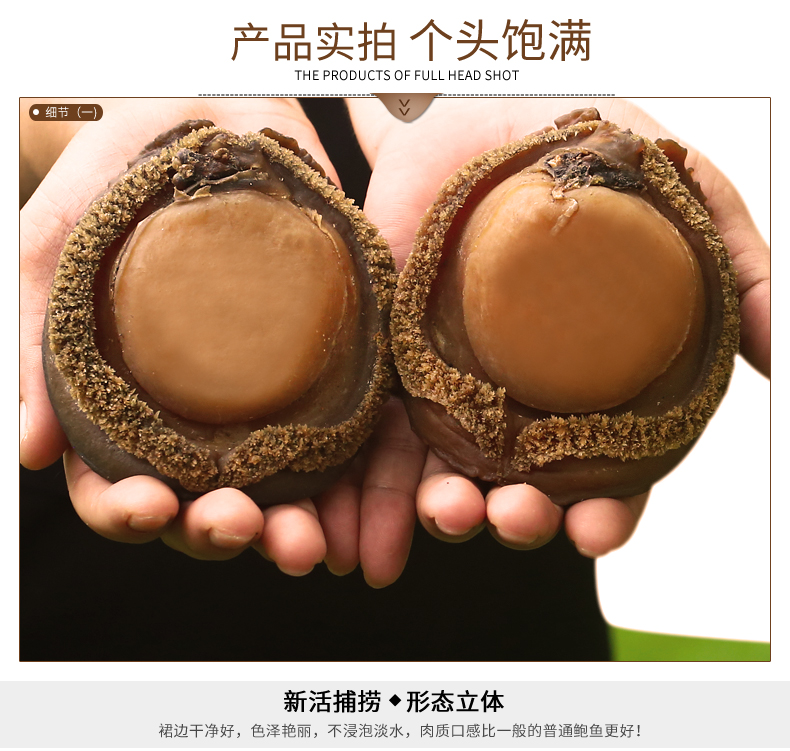 产品实拍 个头饱满
THE PRODUCTS OF FULL HEAD SHOT
细节（一）
新活捕捞◆形态立体
裙边干净好，色泽艳丽，不浸泡淡水，肉质口感比一般的普通鲍鱼更好！